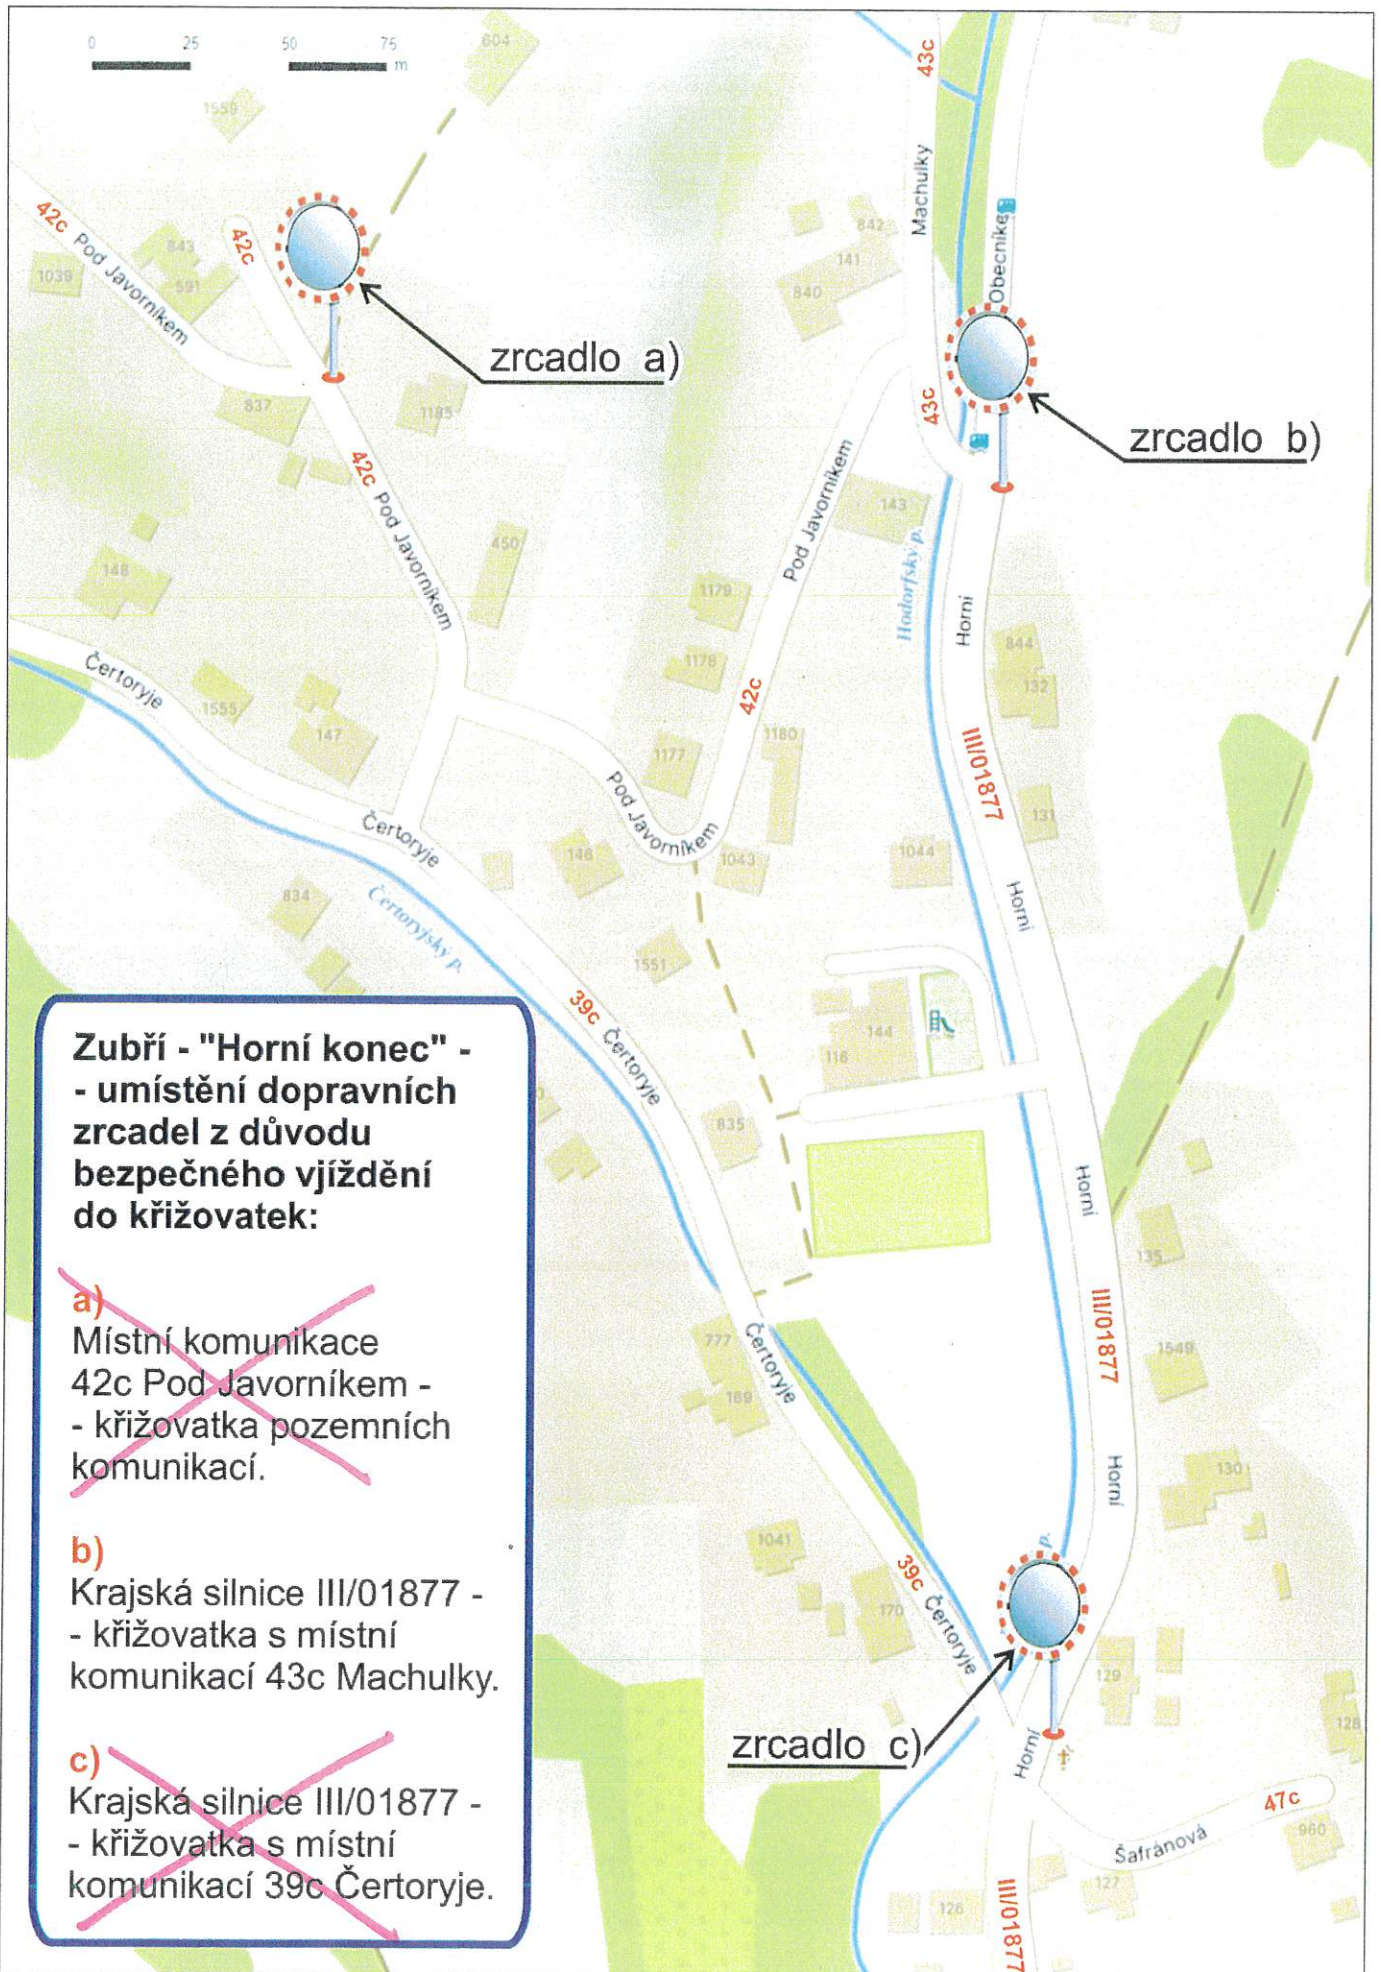 0 25 50 75
m
604
1559
43c
Machulky
Obecníke
42c Pod Javorníkem
843
591
1039
42c
842
141
840
zrcadlo a)
zrcadlo b)
837
1185
43c
42c Pod Javorníkem
Pod Javorníkem
143
450
148
Hodorfský p.
Horní
1179
844
132
1178
42c
Čertoryje
1555
147
1177
1180
III/01877
131
Pod Javorníkem
Čertoryje
146
1043
1044
834
Čertoryjský p.
Horní
1551
39c Čertoryje
144
116
835
Horní
135
III/01877
1549
777
169
Čertoryje
Horní
130
1041
p.
39c Čertoryje
170
129
128
zrcadlo c)
Horní
47c
Šafránová
960
127
126
III/01877
Zubří - "Horní konec" -
- umístění dopravních
zrcadel z důvodu
bezpečného vjíždění
do křižovatek:
a)
Místní komunikace
42c Pod Javorníkem -
- křižovatka pozemních
komunikací.
b)
Krajská silnice III/01877 -
- křižovatka s místní
komunikací 43c Machulky.
c)
Krajská silnice III/01877 -
- křižovatka s místní
komunikací 39c Čertoryje.